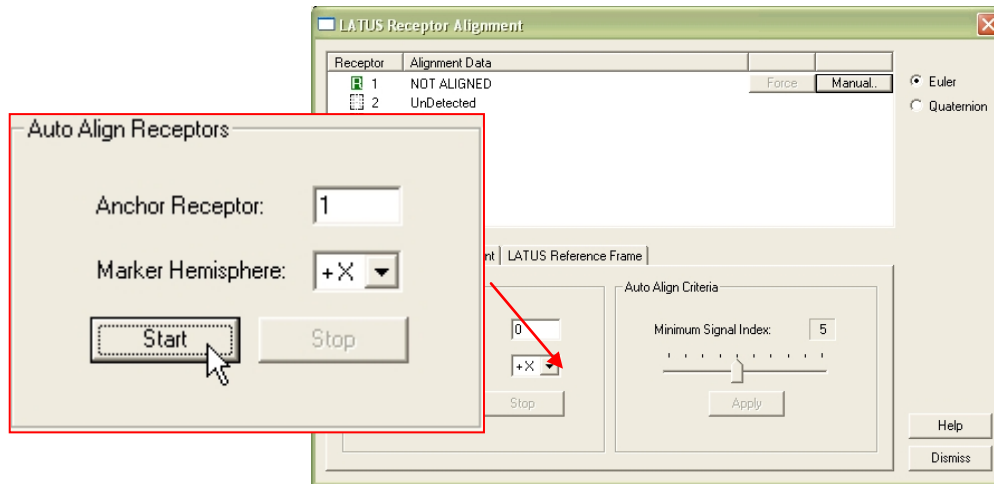 LATUS Receptor Alignment
Receptor Alignment Data
R 1 NOT ALIGNED Force Manual..
2 UnDetected
Euler
Quaternion
Auto Align Receptors
Anchor Receptor: 1
Marker Hemisphere: +X
Start Stop
nt LATUS Reference Frame
Auto Align Criteria
0 Minimum Signal Index: 5
+X
Stop Apply
Help
Dismiss